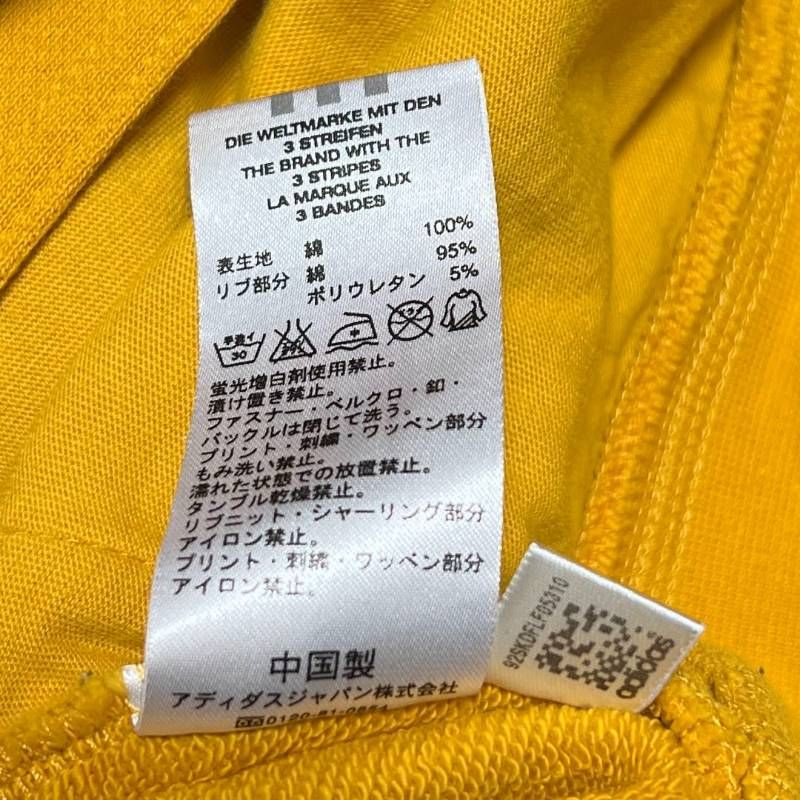 DIE WELTMARKE MIT DEN
3 STREIFEN
THE BRAND WITH THE
3 STRIPES
LA MARQUE AUX
3 BANDES
表生地 綿 100%
リブ部分 綿 95%
ポリウレタン 5%
手洗イ
30
中
蛍光増白剤使用禁止。
漬け置き禁止。
ファスナー・ベルクロ・釦・
バックルは閉じて洗う。
プリント・刺繍・ワッペン部分
もみ洗い禁止。
濡れた状態での放置禁止。
タンブル乾燥禁止。
リブニット・シャーリング部分
アイロン禁止。
プリント・刺繍・ワッペン部分
アイロン禁止。
中国製
アディダスジャパン株式会社
adidas